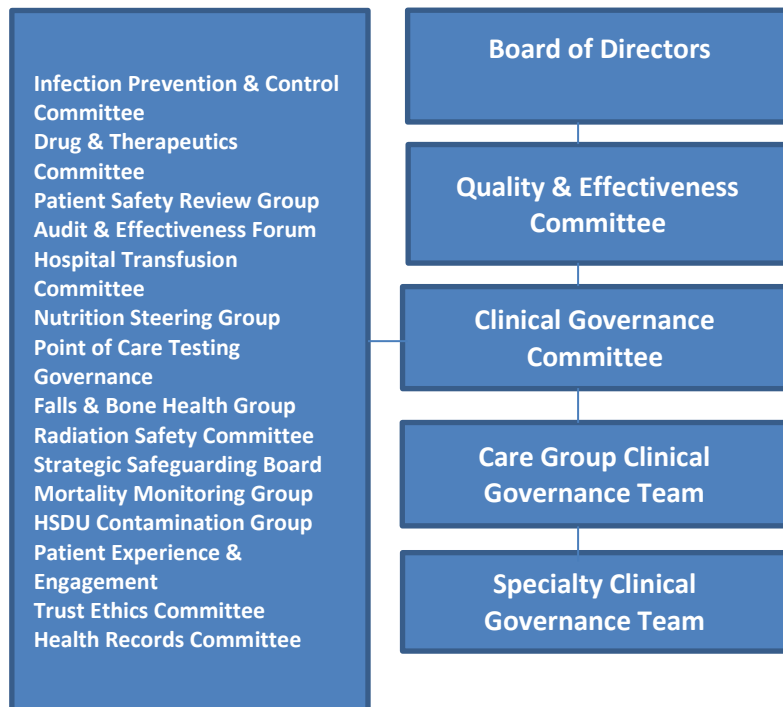 Infection Prevention & Control
Committee
Drug & Therapeutics
Committee
Patient Safety Review Group
Audit & Effectiveness Forum
Hospital Transfusion
Committee
Nutrition Steering Group
Point of Care Testing
Governance
Falls & Bone Health Group
Radiation Safety Committee
Strategic Safeguarding Board
Mortality Monitoring Group
HSDU Contamination Group
Patient Experience &
Engagement
Trust Ethics Committee
Health Records Committee
Board of Directors
Quality & Effectiveness
Committee
Clinical Governance
Committee
Care Group Clinical
Governance Team
Specialty Clinical
Governance Team